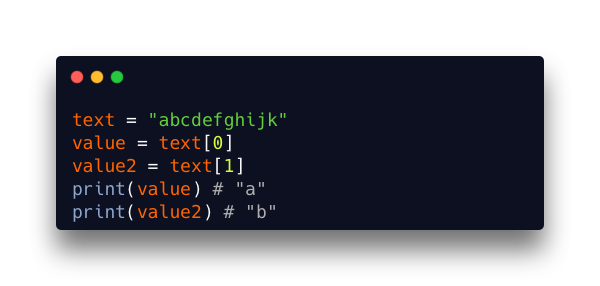 text = "abcdefghijk"
value = text[0]
value2 = text[1]
print(value) # "a"
print(value2) # "b"